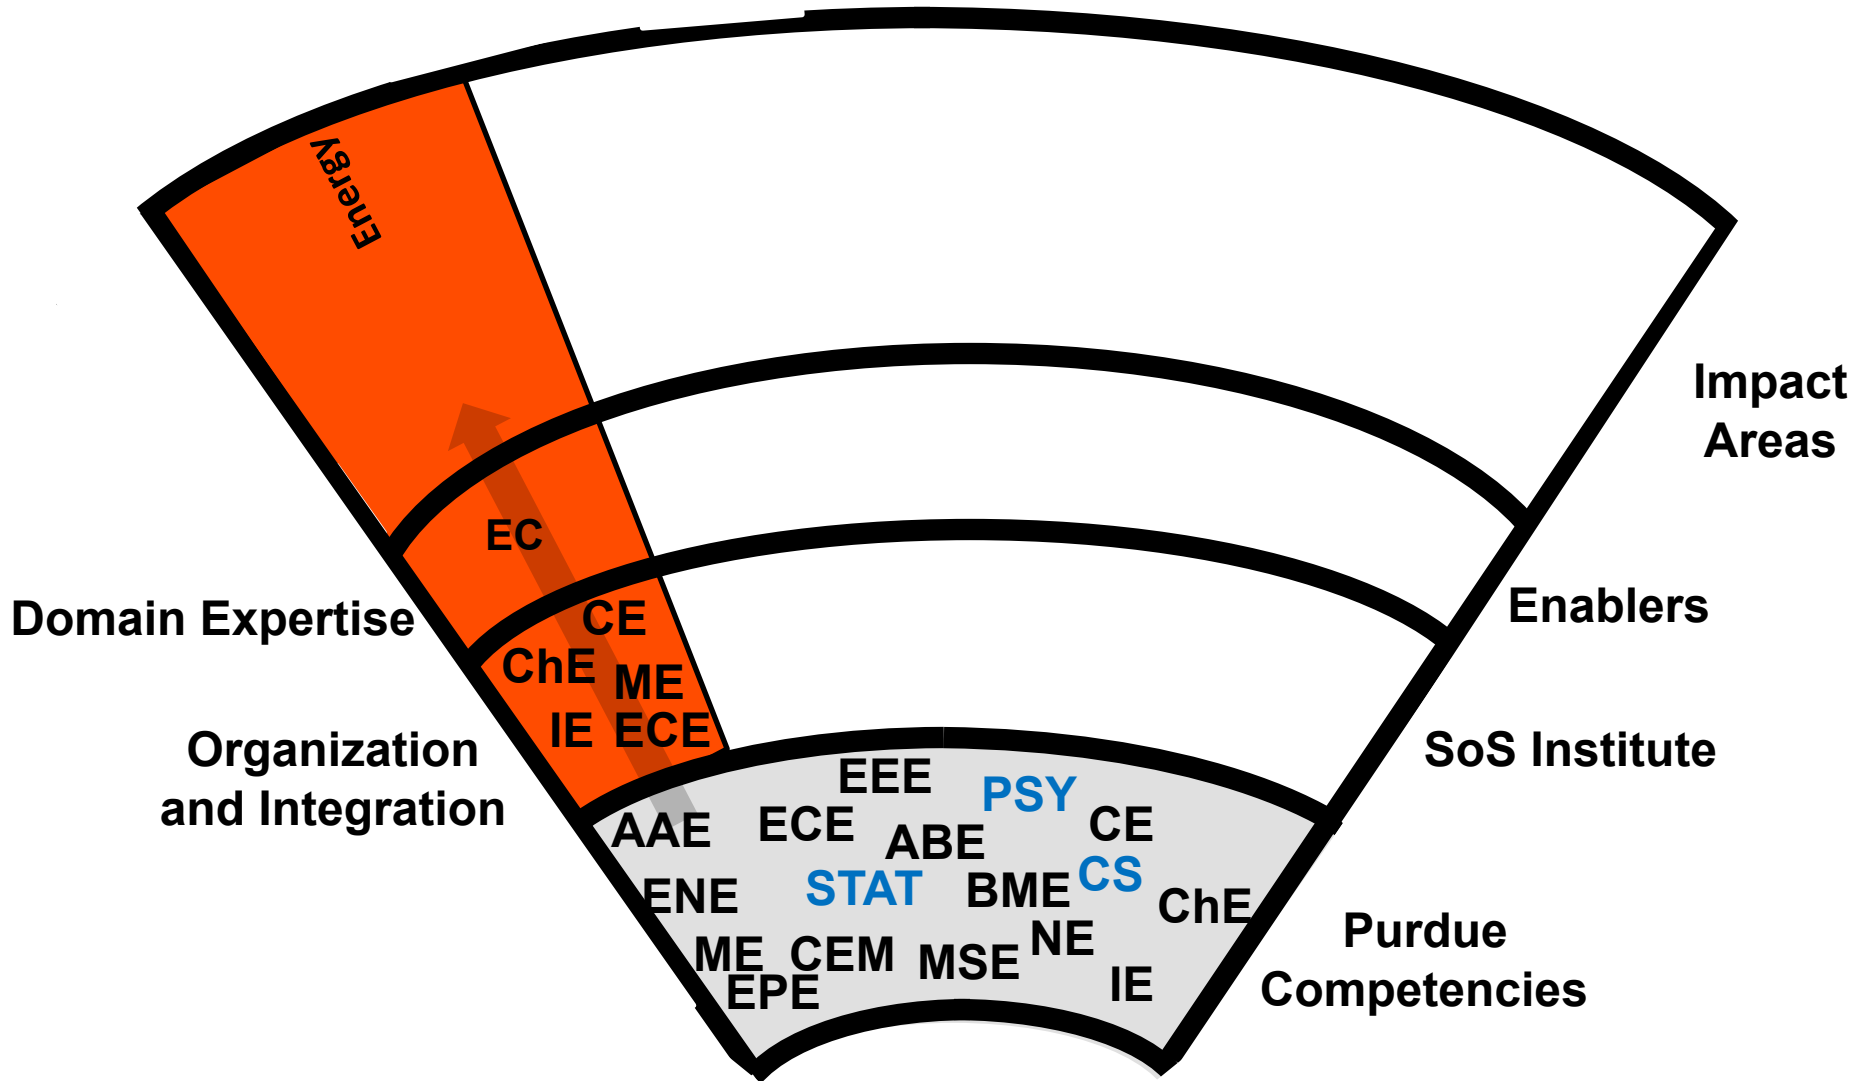 Energy
Impact
Areas
EC
Enablers
Domain Expertise
CE
ChE
ME
IE
ECE
Organization
and Integration
SoS Institute
EEE
PSY
AAE
ECE
ABE
CE
ENE
STAT
BME
CS
ChE
ME
CEM
MSE
NE
EPE
IE
Purdue
Competencies